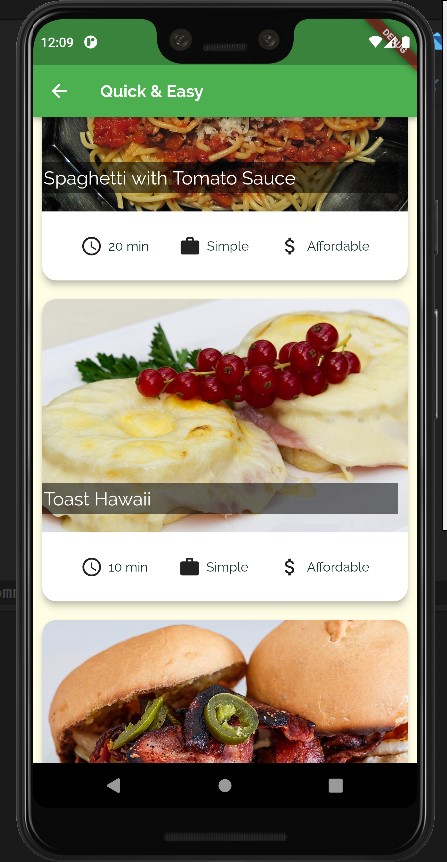 12:09
DEBUG
Quick & Easy
Spaghetti with Tomato Sauce
20 min Simple Affordable
Toast Hawaii
10 min Simple Affordable